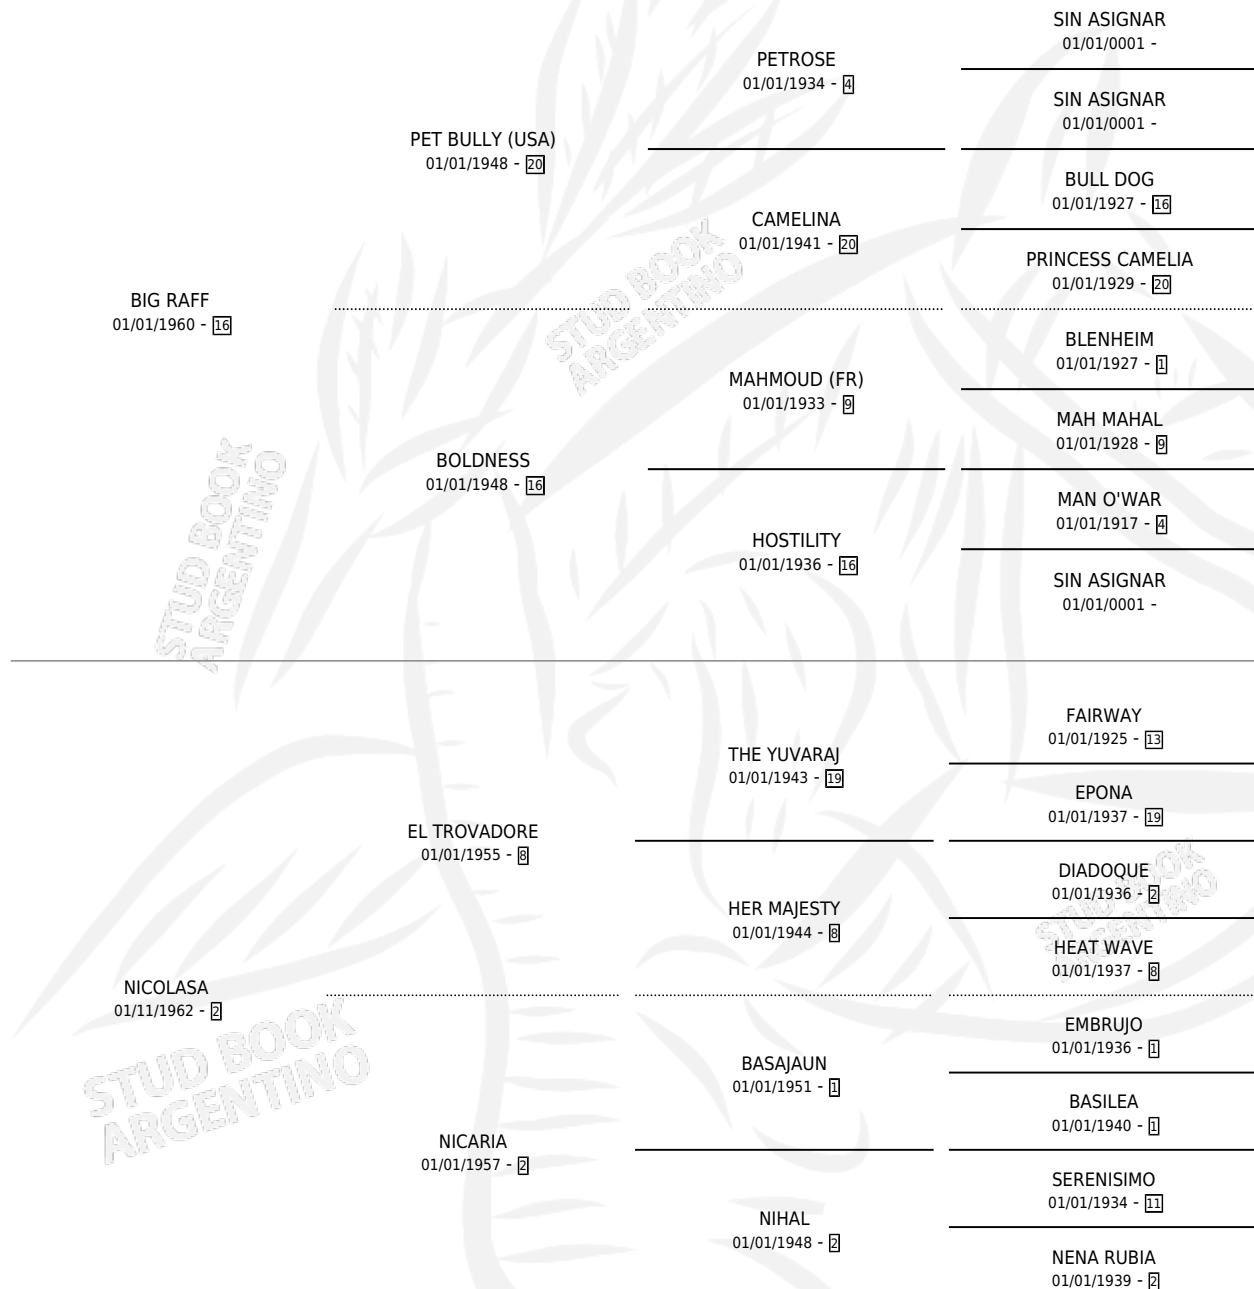 BIG RAFF
01/01/1960 - 16
PET BULLY (USA)
01/01/1948 - 20
BOLDNESS
01/01/1948 - 16
PETROSE
01/01/1934 - 4
CAMELINA
01/01/1941 - 20
MAHMOUD (FR)
01/01/1933 - 9
HOSTILITY
01/01/1936 - 16
SIN ASIGNAR
01/01/0001 -
SIN ASIGNAR
01/01/0001 -
BULL DOG
01/01/1927 - 16
PRINCESS CAMELIA
01/01/1929 - 20
BLENHEIM
01/01/1927 - 1
MAH MAHAL
01/01/1928 - 9
MAN O'WAR
01/01/1917 - 4
SIN ASIGNAR
01/01/0001 -
NICOLASA
01/11/1962 - 2
EL TROVADORE
01/01/1955 - 8
NICARIA
01/01/1957 - 2
THE YUVARAJ
01/01/1943 - 19
HER MAJESTY
01/01/1944 - 8
BASAJAUN
01/01/1951 - 1
NIHAL
01/01/1948 - 2
FAIRWAY
01/01/1925 - 13
EPONA
01/01/1937 - 19
DIADOQUE
01/01/1936 - 2
HEAT WAVE
01/01/1937 - 8
EMBRUJO
01/01/1936 - 1
BASILEA
01/01/1940 - 1
SERENISIMO
01/01/1934 - 11
NENA RUBIA
01/01/1939 - 2
STUD BOOK
ARGENTINO
STUD BOOK
ARGENTINO
STUD BOOK
ARGENTINO
STUD BOOK
ARGENTINO